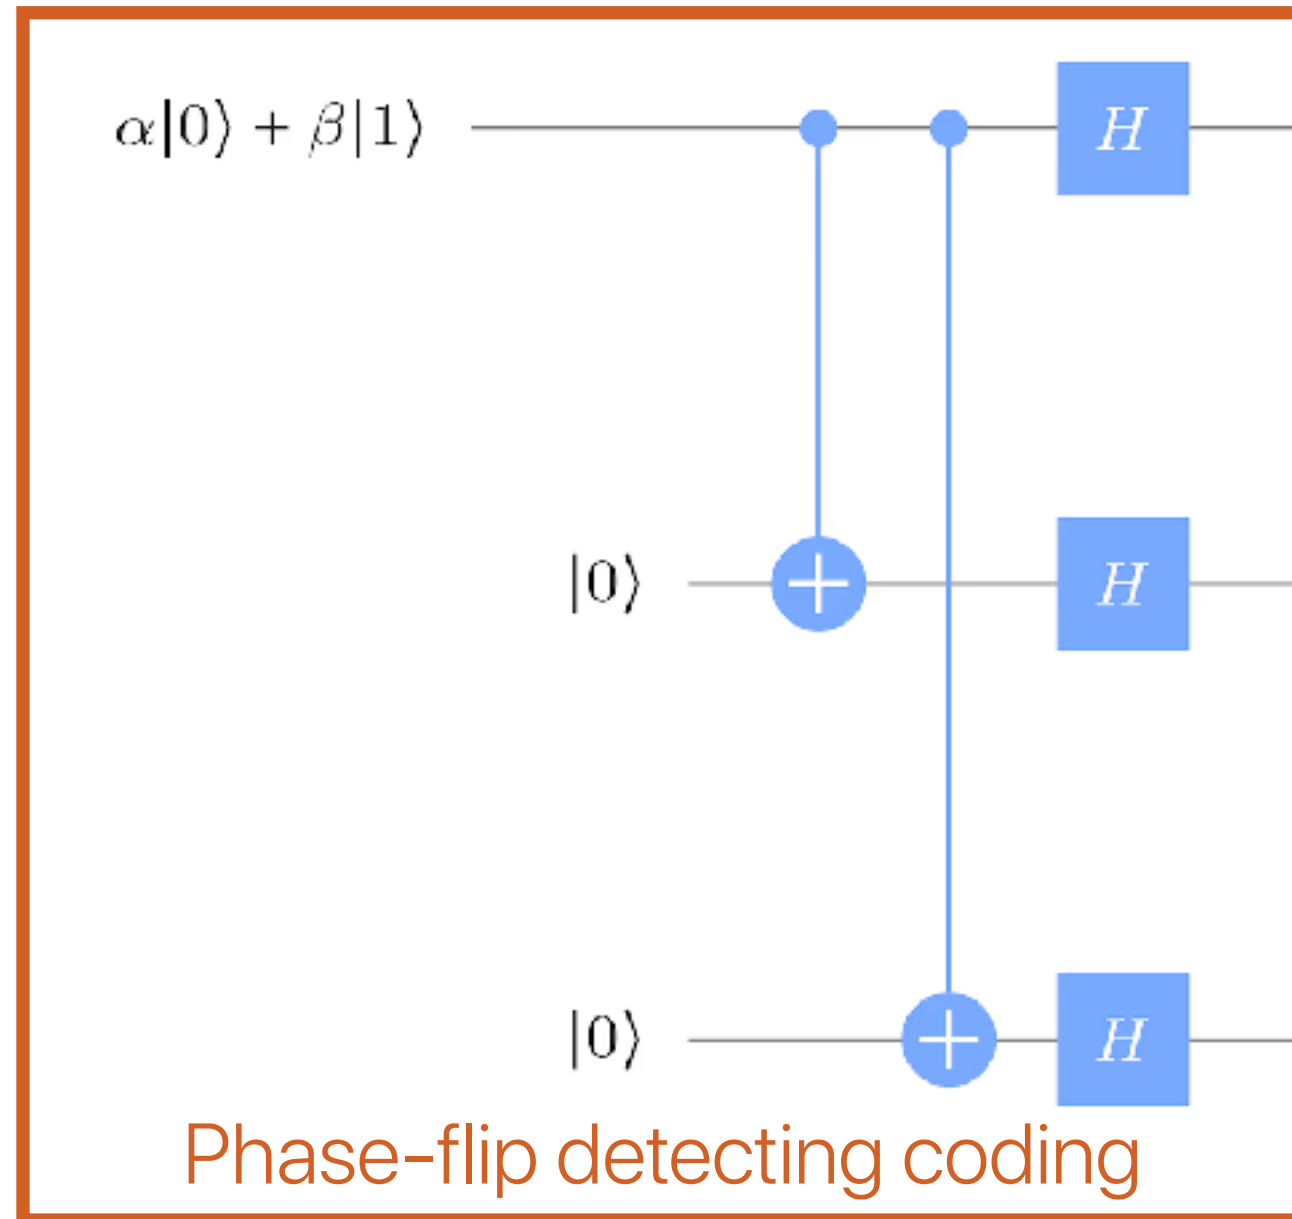 α|0⟩ + β|1⟩
H
|0⟩
H
|0⟩
H
Phase-flip detecting coding